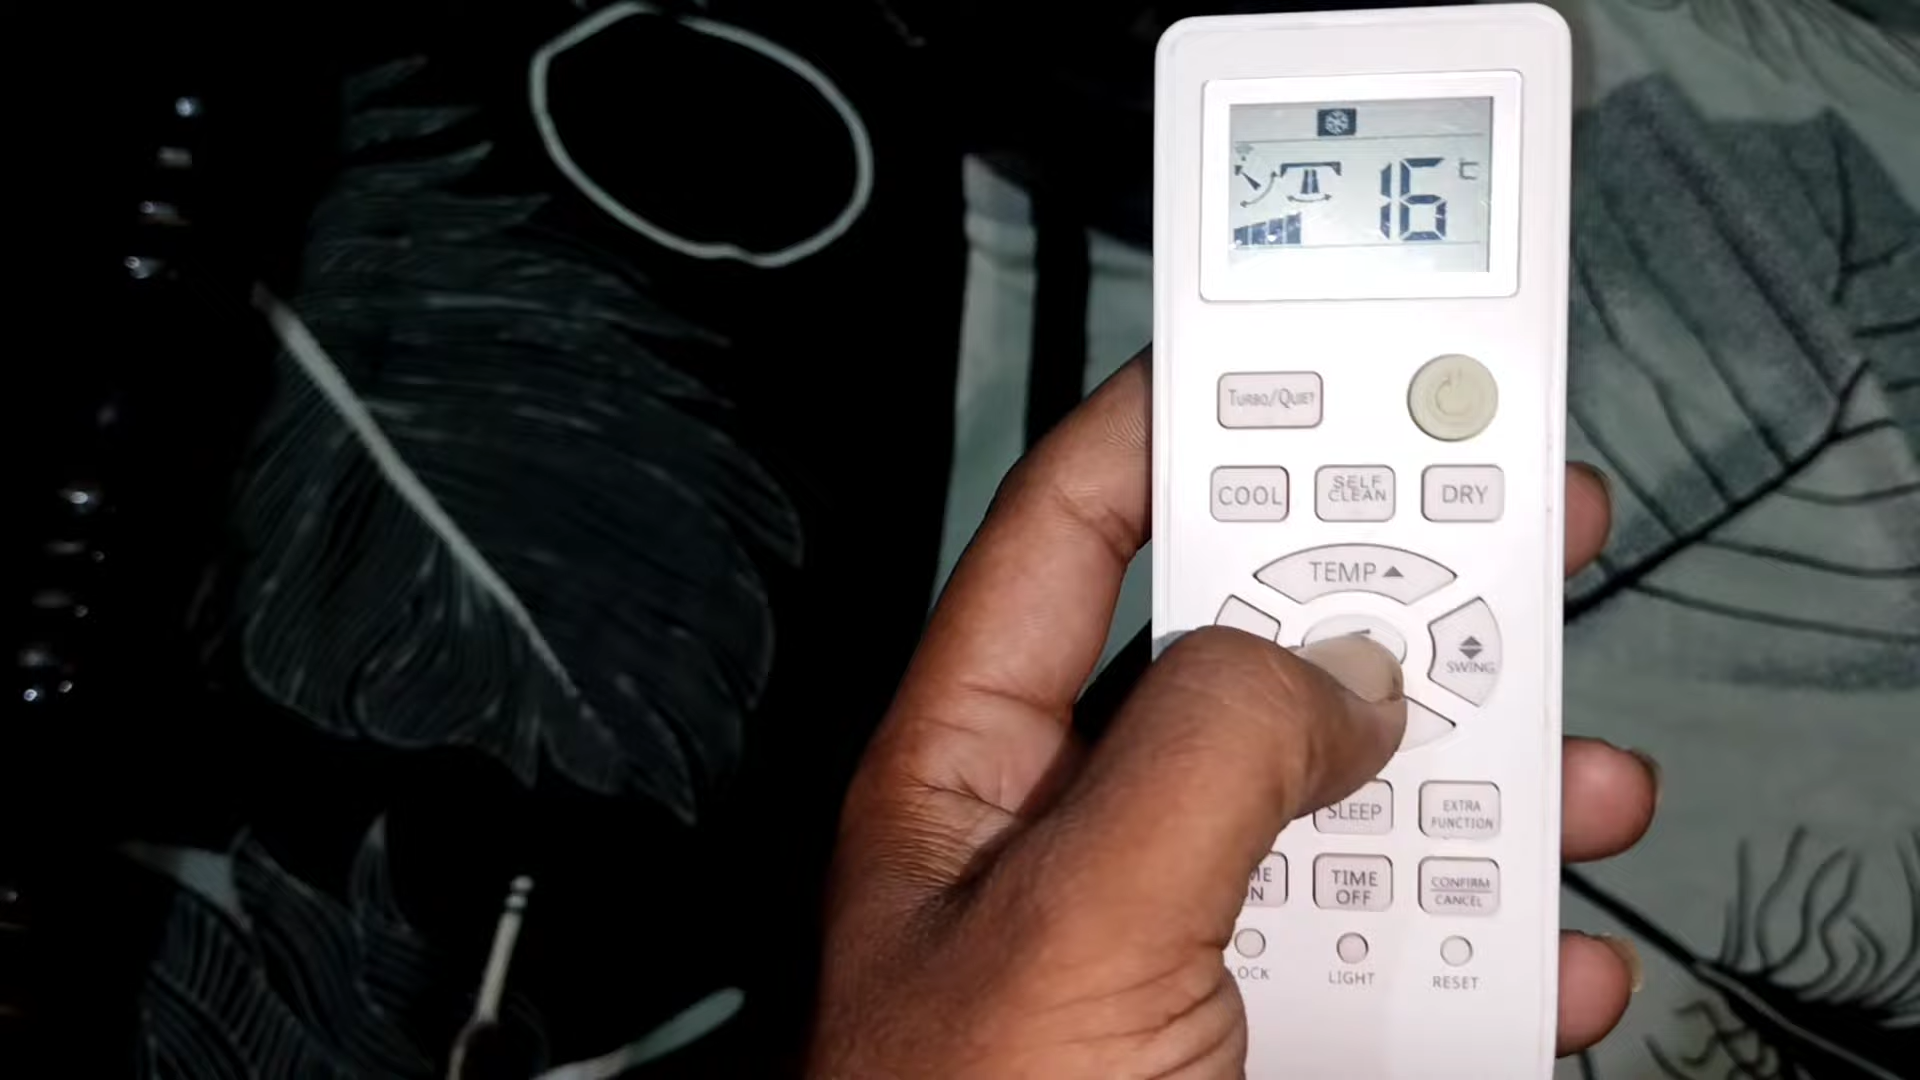 16 °C
TURBO/QUIET
COOL
SELF
CLEAN
DRY
TEMP
SWING
SLEEP
EXTRA
FUNCTION
TIME
OFF
CONFIRM
CANCEL
LIGHT
RESET